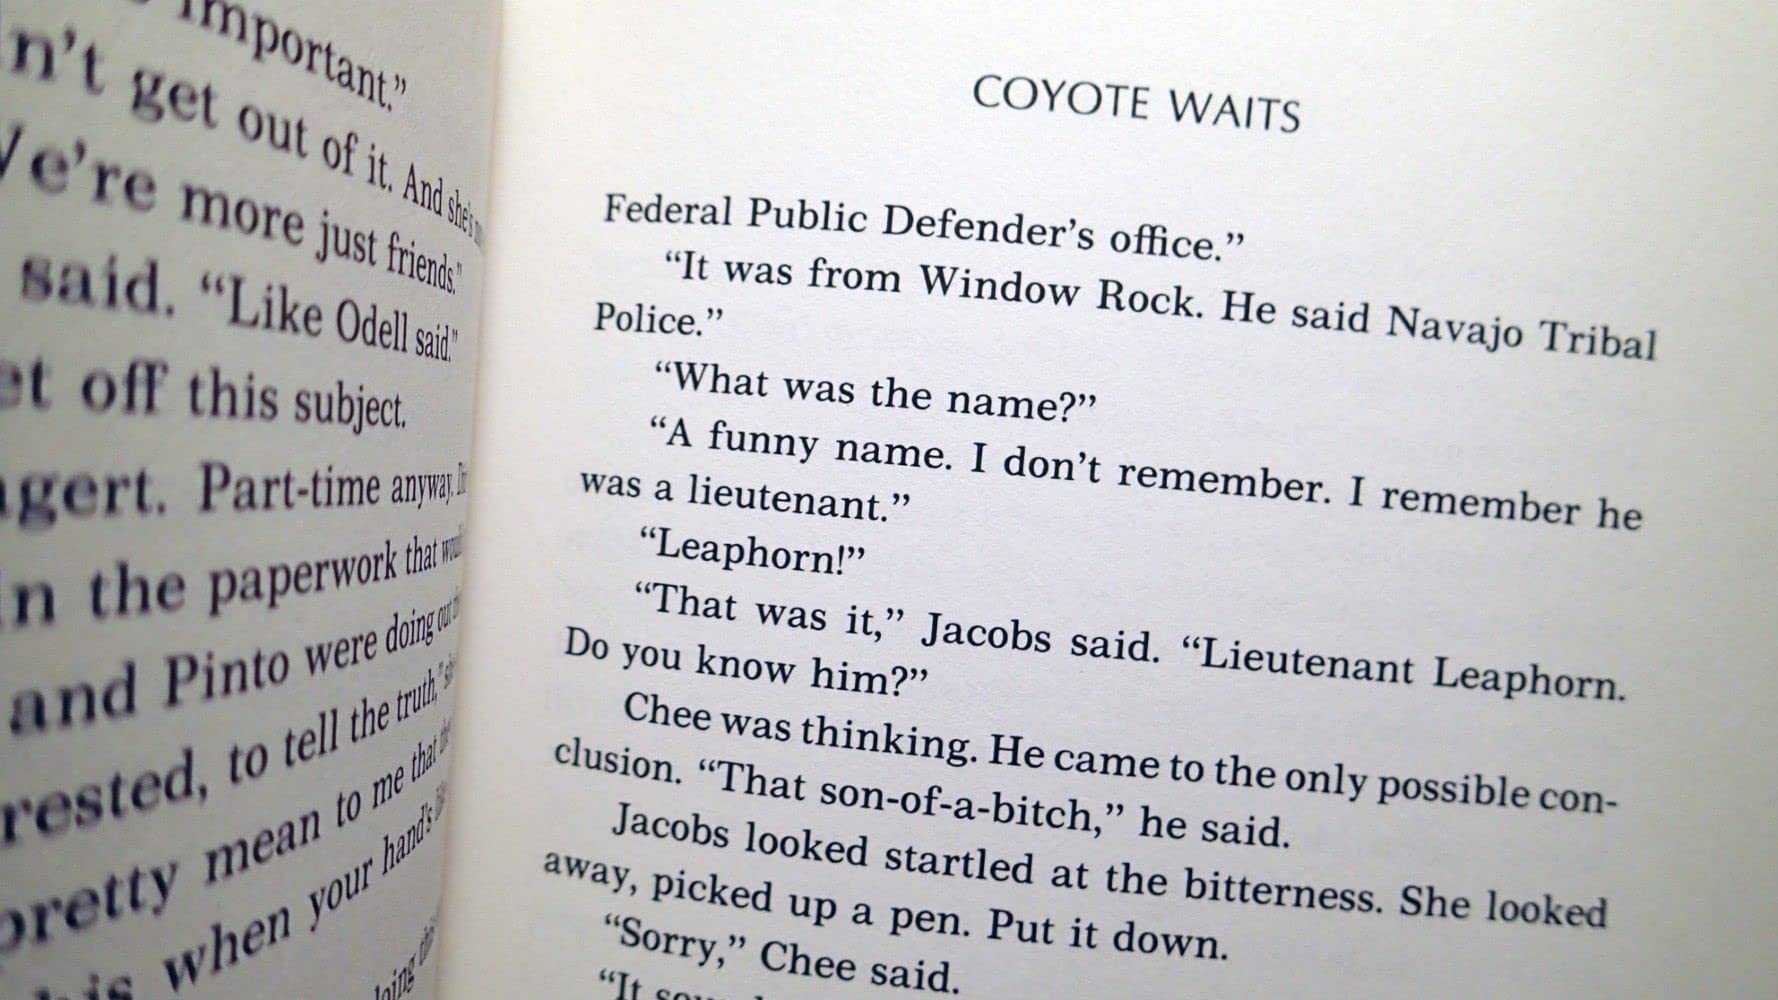 important."
n't get out of it. And she's
We're more just friends."
said. "Like Odell said."
off this subject.
Part-time anyway.
in the paperwork that
and Pinto were doing out
to tell the truth,"
pretty mean to me that
when your hand's
COYOTE WAITS
Federal Public Defender's office."
"It was from Window Rock. He said Navajo Tribal
Police."
"What was the name?"
"A funny name. I don't remember. I remember he
was a lieutenant."
"Leaphorn!"
"That was it," Jacobs said. "Lieutenant Leaphorn.
Do you know him?"
Chee was thinking. He came to the only possible con-
clusion. "That son-of-a-bitch," he said.
Jacobs looked startled at the bitterness. She looked
away, picked up a pen. Put it down.
"Sorry," Chee said.
"It